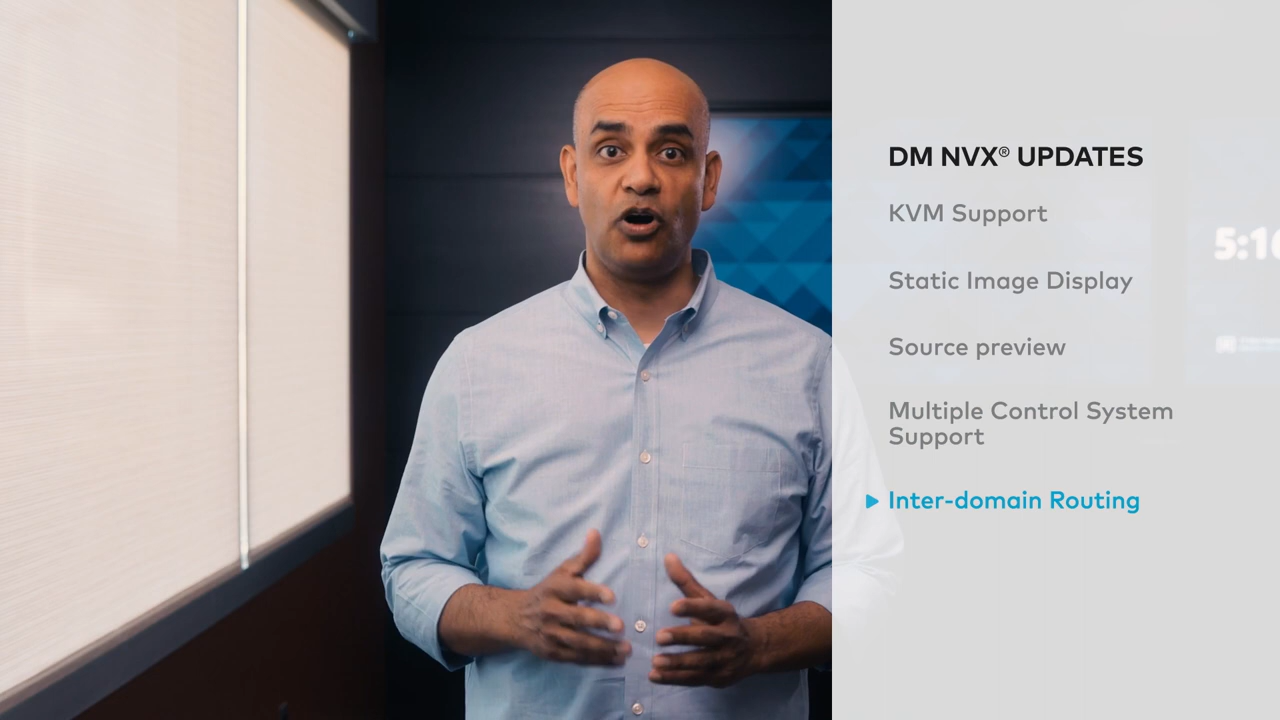 DM NVX® UPDATES
KVM Support
Static Image Display
Source preview
Multiple Control System
Support
Inter-domain Routing